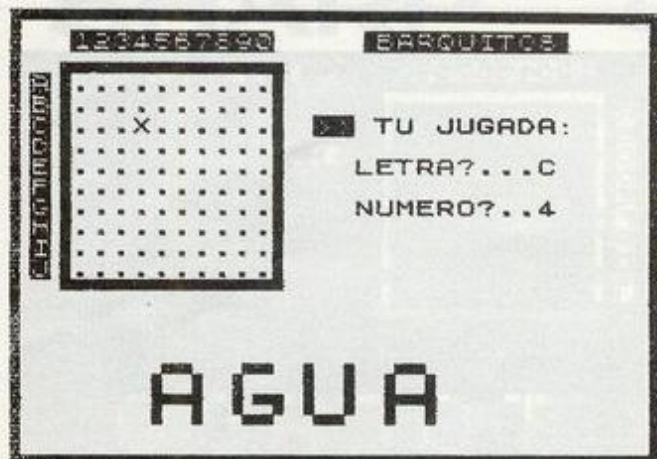 1234567890
BARQUITOS
A
B
C
D
E
F
G
H
I
J
X
TU JUGADA:
LETRA?...C
NUMERO?..4
AGUA